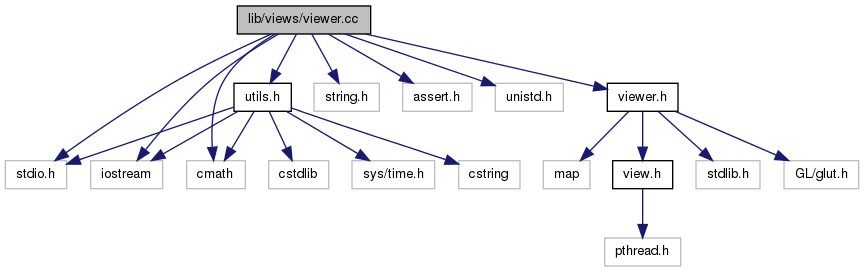 lib/views/viewer.cc
utils.h
string.h
assert.h
unistd.h
viewer.h
stdio.h
iostream
cmath
cstdlib
sys/time.h
cstring
map
view.h
stdlib.h
GL/glut.h
pthread.h